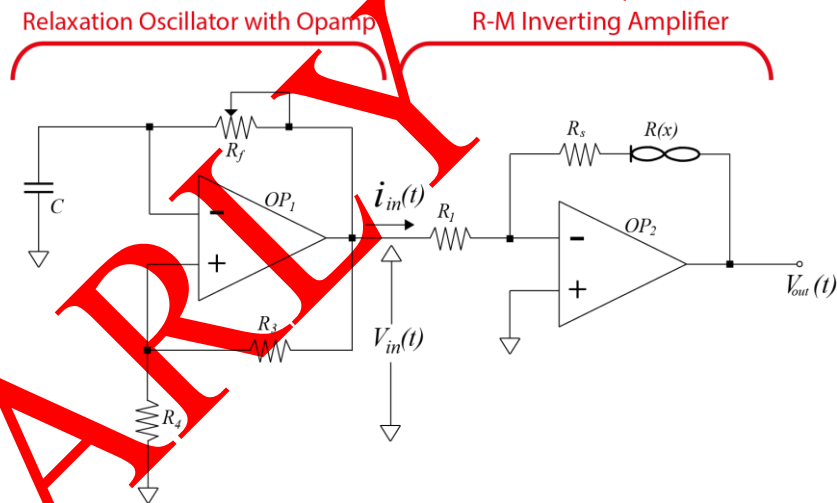 Relaxation Oscillator with Opamp
R-M Inverting Amplifier
R_f
C
OP_1
i_in(t)
R_1
R_s
R(x)
OP_2
V_out(t)
V_in(t)
R_3
R_4
ARLY